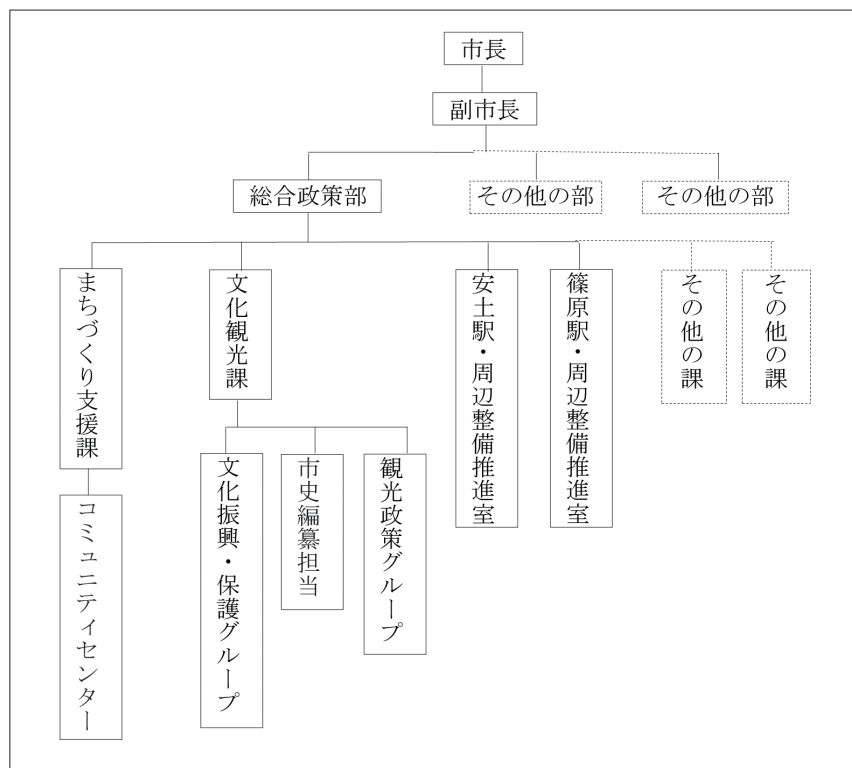 市長
副市長
総合政策部
その他の部
その他の部
まちづくり支援課
文化観光課
安土駅・周辺整備推進室
篠原駅・周辺整備推進室
その他の課
その他の課
コミュニティセンター
文化振興・保護グループ
市史編纂担当
観光政策グループ